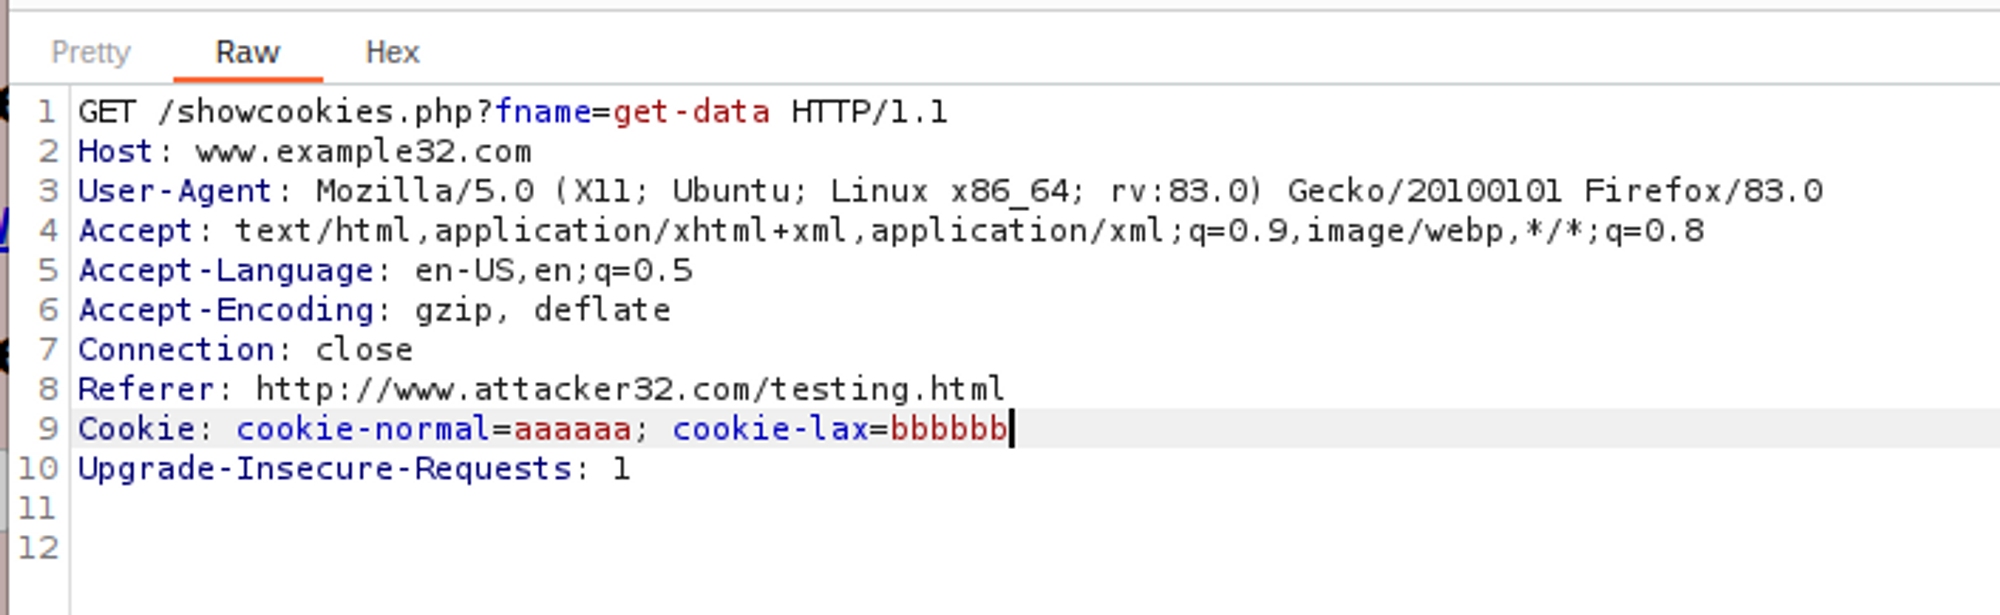 Pretty Raw Hex
1 GET /showcookies.php?fname=get-data HTTP/1.1
2 Host: www.example32.com
3 User-Agent: Mozilla/5.0 (X11; Ubuntu; Linux x86_64; rv:83.0) Gecko/20100101 Firefox/83.0
4 Accept: text/html,application/xhtml+xml,application/xml;q=0.9,image/webp,*/*;q=0.8
5 Accept-Language: en-US,en;q=0.5
6 Accept-Encoding: gzip, deflate
7 Connection: close
8 Referer: http://www.attacker32.com/testing.html
9 Cookie: cookie-normal=aaaaaa; cookie-lax=bbbbbb
10 Upgrade-Insecure-Requests: 1
11
12